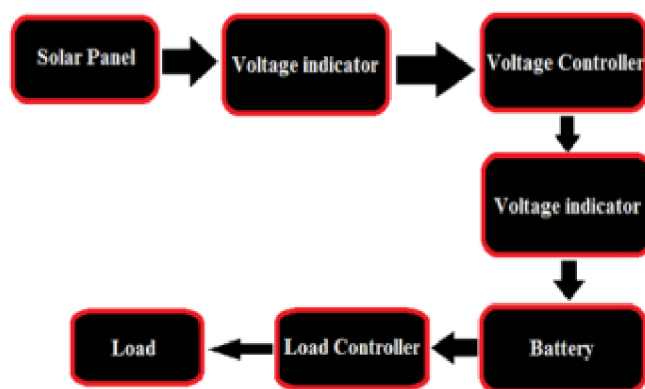 Solar Panel
Voltage indicator
Voltage Controller
Voltage indicator
Battery
Load Controller
Load